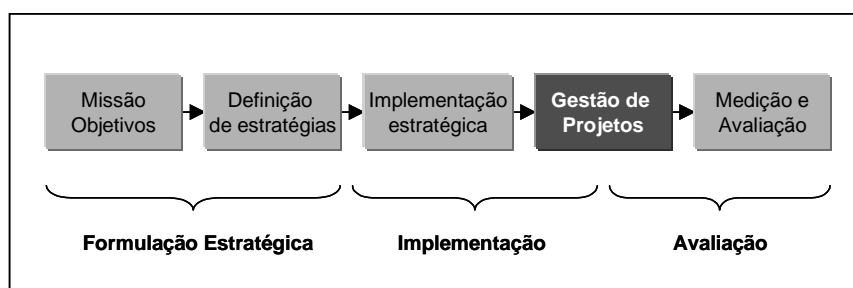 Missão
Objetivos
Definição
de estratégias
Implementação
estratégica
Gestão de
Projetos
Medição e
Avaliação
Formulação Estratégica
Implementação
Avaliação